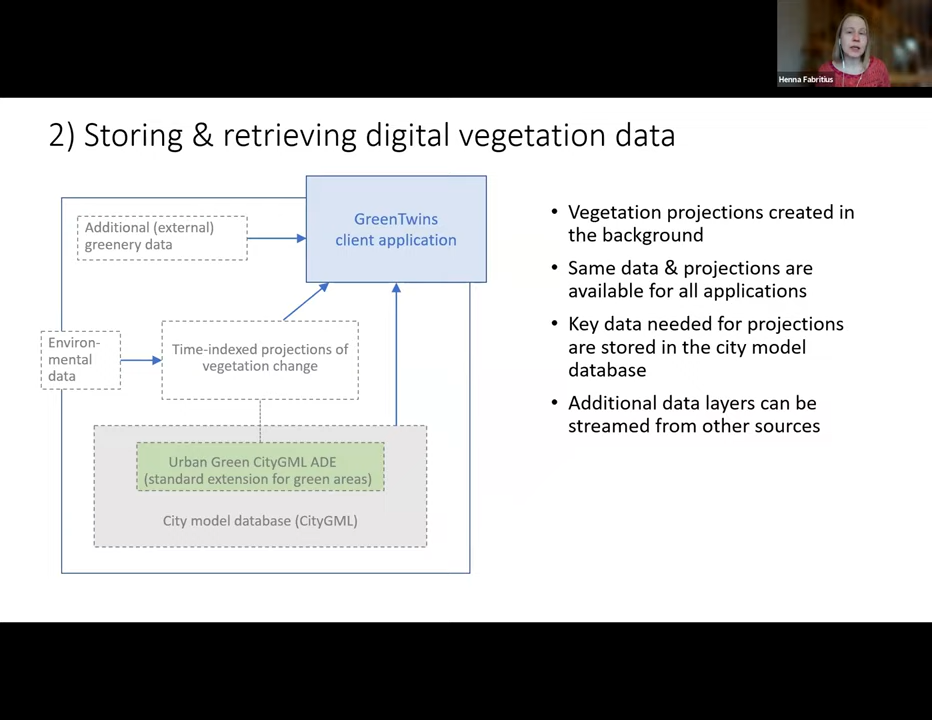 Henna Fabritius
2) Storing & retrieving digital vegetation data
Additional (external)
greenery data
GreenTwins
client application
Environ-
mental
data
Time-indexed projections of
vegetation change
Urban Green CityGML ADE
(standard extension for green areas)
City model database (CityGML)
• Vegetation projections created in
the background
• Same data & projections are
available for all applications
• Key data needed for projections
are stored in the city model
database
• Additional data layers can be
streamed from other sources